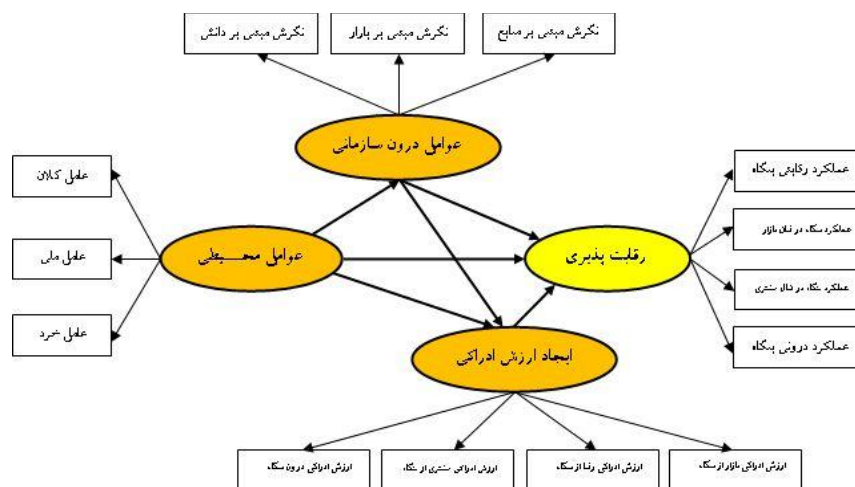 نگرش مبتنی بر منابع
نگرش مبتنی بر بازار
نگرش مبتنی بر دانش
عوامل درون سازمانی
عملکرد رقابتی بنگاه
عملکرد بنگاه در قبال بازار
عملکرد بنگاه در قبال مشتری
عملکرد درونی بنگاه
رقابت پذیری
عوامل محیطی
عامل کلان
عامل ملی
عامل خرد
ایجاد ارزش ادراکی
ارزش ادراکی بازار از بنگاه
ارزش ادراکی رقبا از بنگاه
ارزش ادراکی مشتری از بنگاه
ارزش ادراکی درون بنگاه